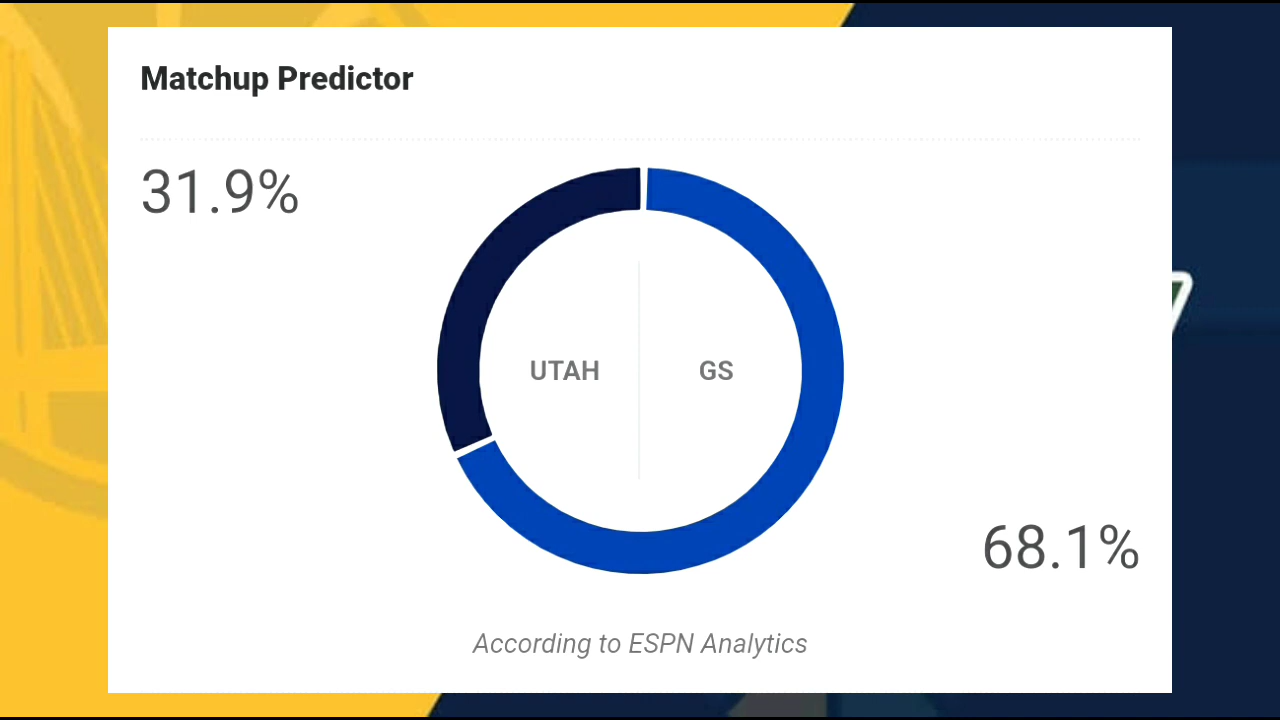 Matchup Predictor
31.9%
UTAH
GS
68.1%
According to ESPN Analytics